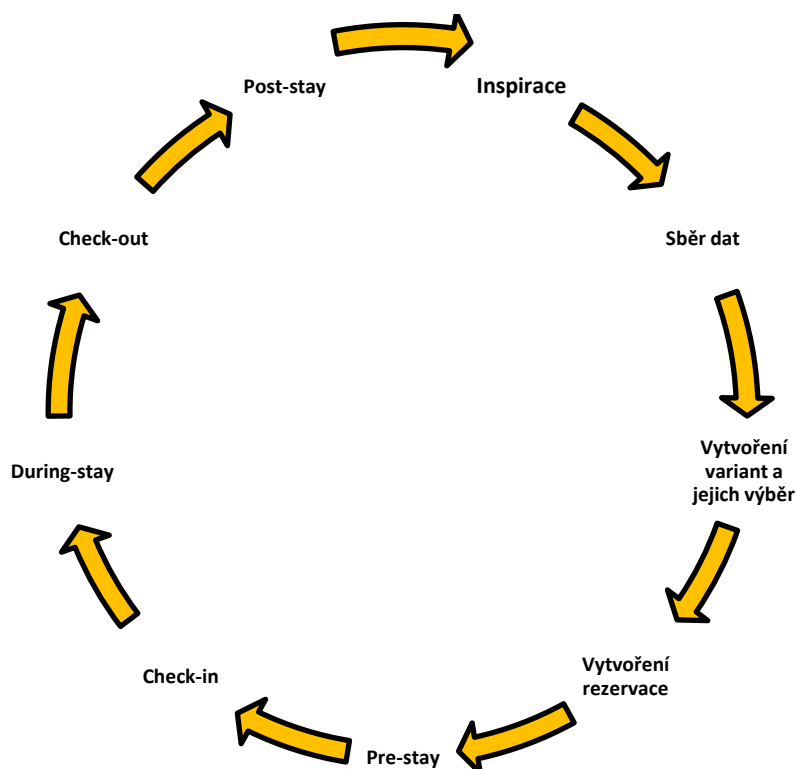 Post-stay
Inspirace
Sběr dat
Vytvoření
variant a
jejich výběr
Vytvoření
rezervace
Pre-stay
Check-in
During-stay
Check-out